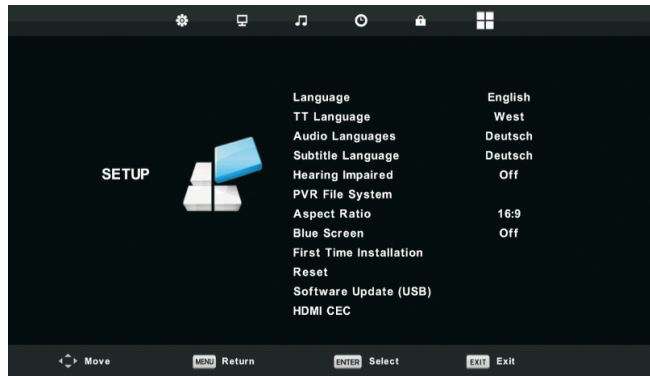 Language English
TT Language West
Audio Languages Deutsch
Subtitle Language Deutsch
SETUP
Hearing Impaired Off
PVR File System
Aspect Ratio 16:9
Blue Screen Off
First Time Installation
Reset
Software Update (USB)
HDMI CEC
Move MENU Return ENTER Select EXIT Exit